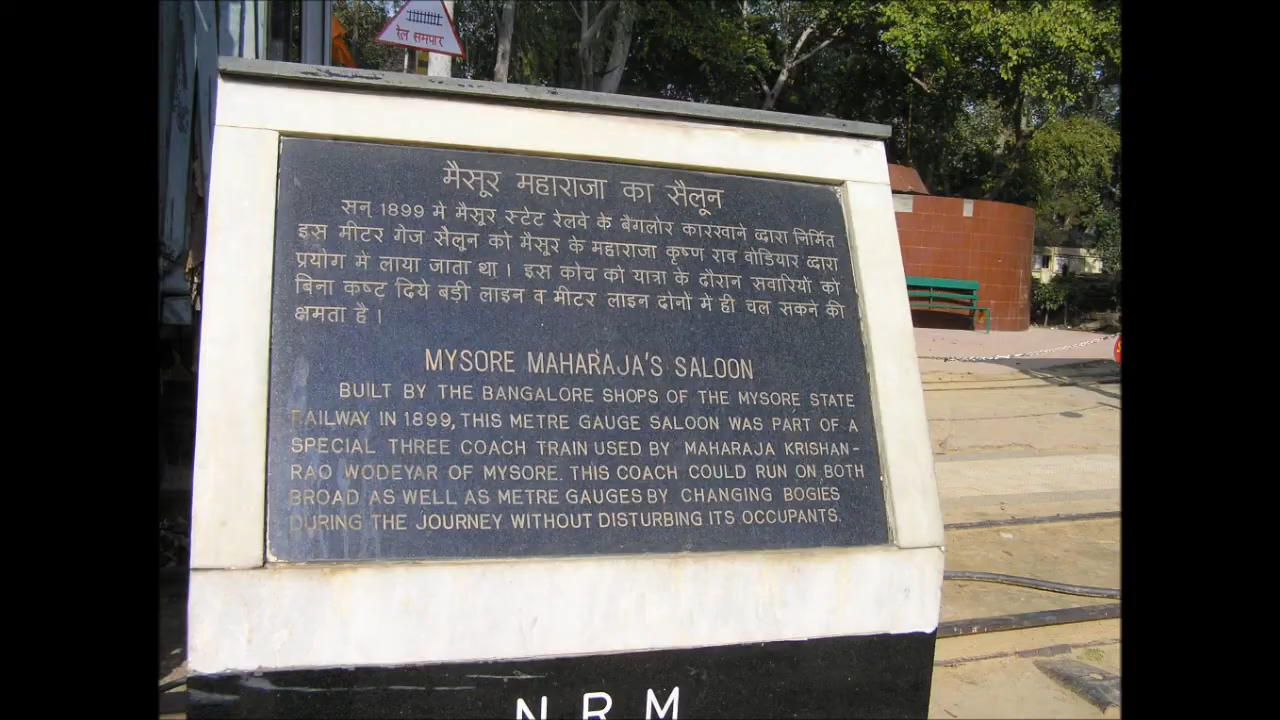 रेल समपार
मैसूर महाराजा का सैलून
सन् 1899 मे मैसूर स्टेट रेलवे के बैगलोर कारखाने व्दारा निर्मित
इस मीटर गेज सैलून को मैसूर के महाराजा कृष्ण राव वोडियार व्दारा
प्रयोग में लाया जाता था । इस कोच को यात्रा के दौरान सवारियों को
बिना कष्ट दिये बड़ी लाइन व मीटर लाइन दोनों में ही चल सकने की
क्षमता है ।
MYSORE MAHARAJA'S SALOON
BUILT BY THE BANGALORE SHOPS OF THE MYSORE STATE
RAILWAY IN 1899, THIS METRE GAUGE SALOON WAS PART OF A
SPECIAL THREE COACH TRAIN USED BY MAHARAJA KRISHAN-
RAO WODEYAR OF MYSORE. THIS COACH COULD RUN ON BOTH
BROAD AS WELL AS METRE GAUGES BY CHANGING BOGIES
DURING THE JOURNEY WITHOUT DISTURBING ITS OCCUPANTS.
N R M